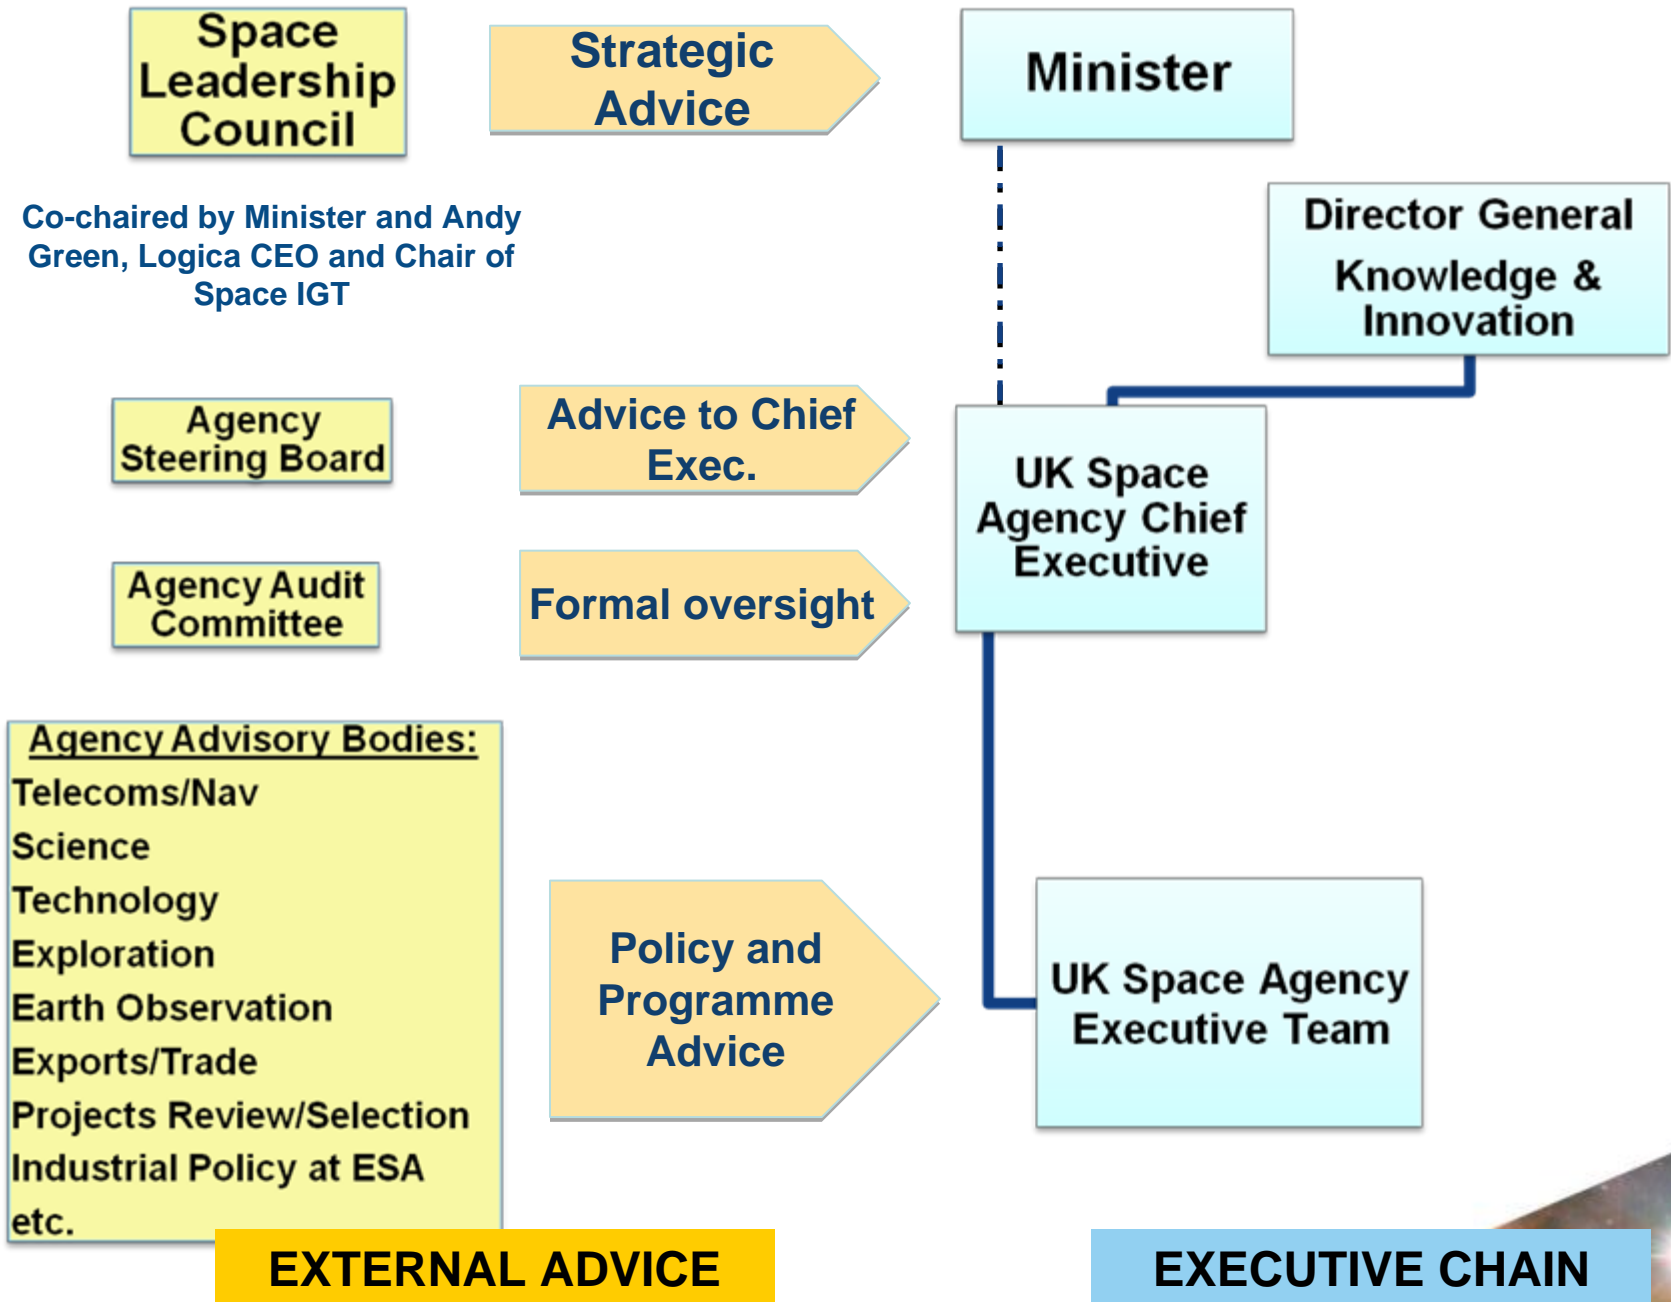 Space
Leadership
Council
Strategic
Advice
Minister
Co-chaired by Minister and Andy
Green, Logica CEO and Chair of
Space IGT
Director General
Knowledge &
Innovation
Agency
Steering Board
Advice to Chief
Exec.
UK Space
Agency Chief
Executive
Agency Audit
Committee
Formal oversight
Agency Advisory Bodies:
Telecoms/Nav
Science
Technology
Exploration
Earth Observation
Exports/Trade
Projects Review/Selection
Industrial Policy at ESA
etc.
Policy and
Programme
Advice
UK Space Agency
Executive Team
EXTERNAL ADVICE
EXECUTIVE CHAIN